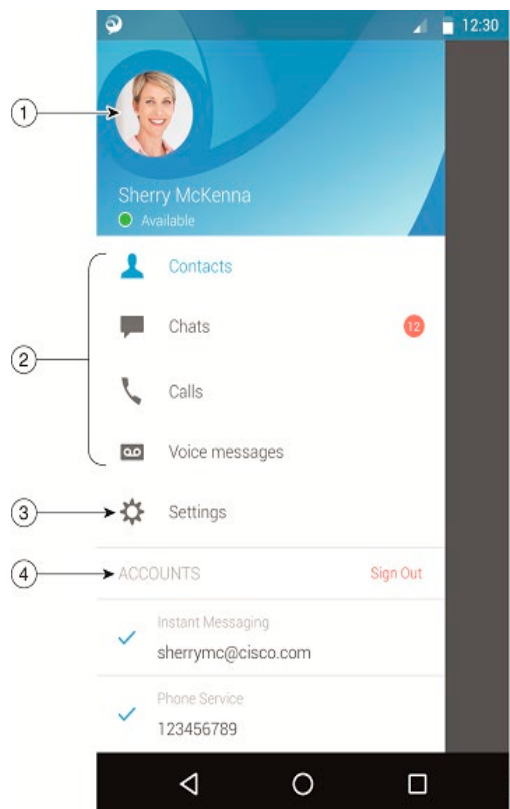 12:30
1
Sherry McKenna
Available
Contacts
2
Chats
12
Calls
Voice messages
3
Settings
4
ACCOUNTS Sign Out
Instant Messaging
sherrymc@cisco.com
Phone Service
123456789